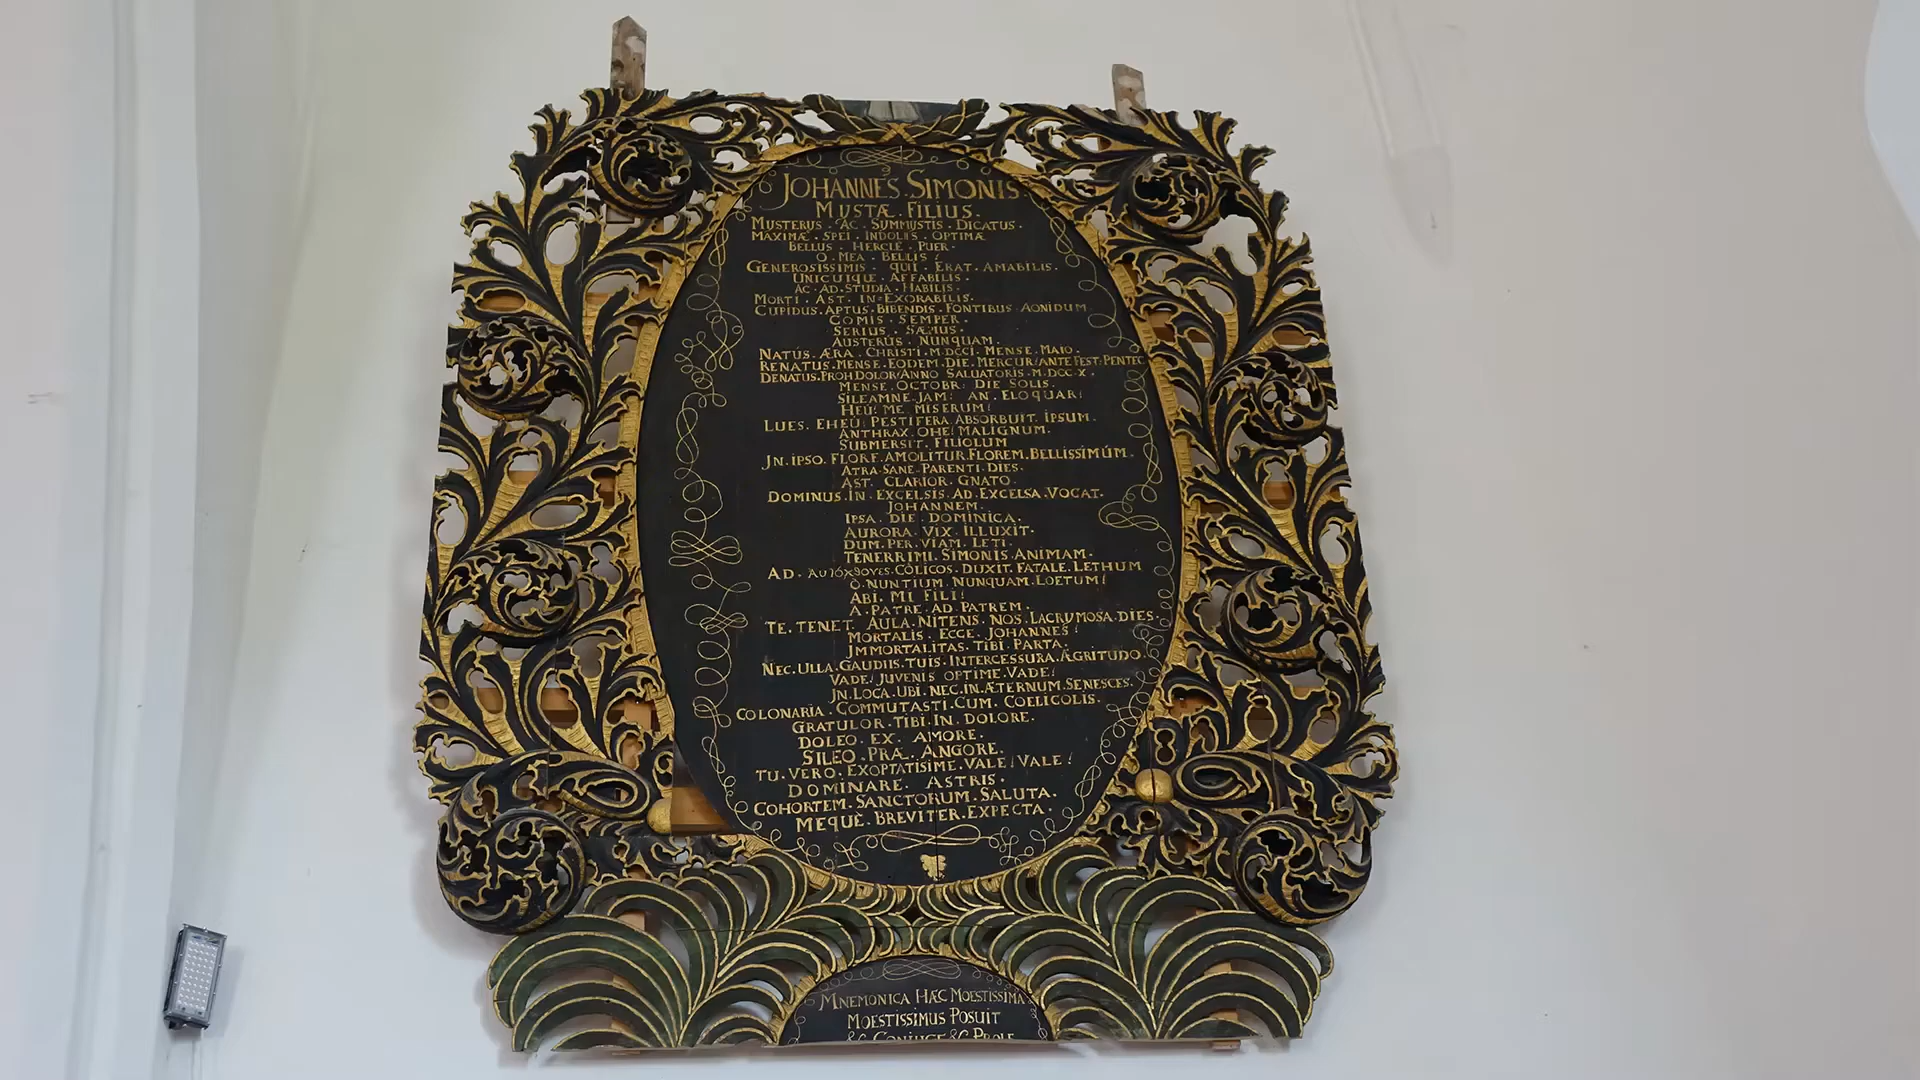 JOHANNES. SIMONIS.
MUSTÆ. FILIUS.
MUSTERUS. AC. SUMMUSTIS. DICATUS.
MAXIMÆ. SPEI. INDOLIS. OPTIMÆ
BELLUS. HERCLE. PUER.
O. MEA. BELLIS!
GENEROSISSIMIS. QUI. ERAT. AMABILIS.
UNICUIQUE. AFFABILIS.
AC. AD. STUDIA. HABILIS.
MORTI. AST. IN=EXORABILIS.
CUPIDUS. APTUS. BIBENDIS. FONTIBUS. AONIDUM
COMIS. SEMPER.
SERIUS. SÆMUS.
AUSTERUS. NUNQUAM.
NATUS. ÆRA. CHRISTI. M.DCCI. MENSE. MAIO.
RENATUS. MENSE. EODEM. DIE. MERCUR: ANTE FEST: PENTEC
DENATUS. PROH DOLOR! ANNO SALUATORIS. M.DCC.X.
MENSE. OCTOBR: DIE SOLIS.
SILEAMNE. JAM! AN. ELOQUAR!
HEU! ME. MISERUM!
LUES. EHEU! PESTIFERA. ABSORBUIT. IPSUM.
ANTHRAX. OHE! MALIGNUM.
SUBMERSIT. FILIOLUM
JN. IPSO. FLORE. AMOLITUR. FLOREM. BELLISSIMUM.
ATRA. SANE. PARENTI. DIES.
AST. CLARIOR. GNATO.
DOMINUS. IN. EXCELSIS. AD. EXCELSA. VOCAT.
JOHANNEM.
IPSA. DIE. DOMINICA.
AURORA. VIX. ILLUXIT.
DUM. PER. VIAM. LETI.
TENERRIMI. SIMONIS. ANIMAM.
AD. COLICOS. DUXIT. FATALE. LETHUM
O. NUNTIUM. NUNQUAM. LOETUM!
ABI. MI FILI!
A. PATRE. AD. PATREM.
TE. TENET. AULA. NITENS. NOS. LACRUMOSA. DIES.
MORTALIS. ECCE. JOHANNES!
JMMORTALITAS. TIBI. PARTA.
NEC. ULLA. GAUDIIS. TUIS. INTERCESSURA. ÆGRITUDO.
VADE! JUVENIS OPTIME. VADE!
JN. LOCA. UBI. NEC. IN. ÆTERNUM. SENESCES.
COLONARIA. COMMUTASTI. CUM. COELICOLIS.
GRATULOR. TIBI. IN. DOLORE.
DOLEO. EX. AMORE.
SILEO. PRÆ. ANGORE.
TU. VERO. EXOPTATISIME. VALE! VALE!
DOMINARE. ASTRIS.
COHORTEM. SANCTORUM. SALUTA.
MEQUE. BREVITER. EXPECTA.
MNEMONICA HÆC MOESTISSIMA
MOESTISSIMUS POSUIT
&C CONJUGE &C PROLE